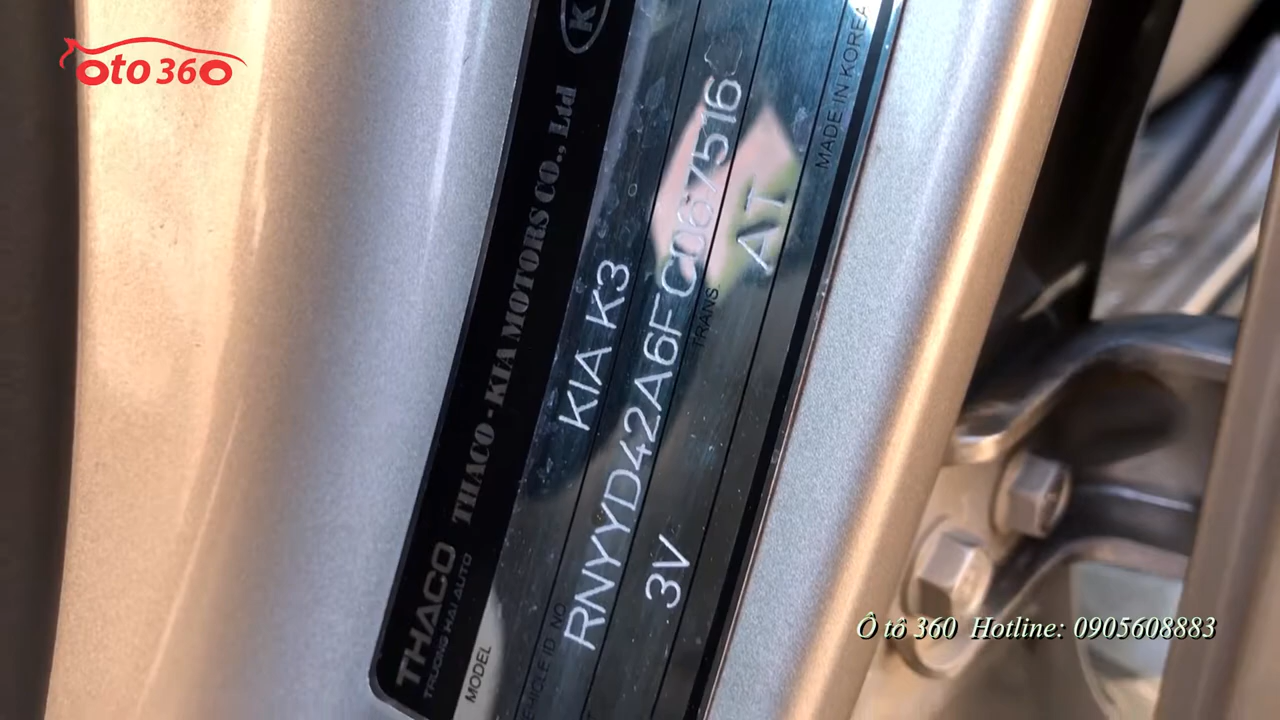 oto 360
THACO
TRUONG HAI AUTO
THACO - KIA MOTORS CO., Ltd
MODEL
KIA K3
VEHICLE ID NO
RNYYD42A6FC067516
3V
TRANS.
AT
MADE IN KOREA
Ô tô 360 Hotline: 0905608883